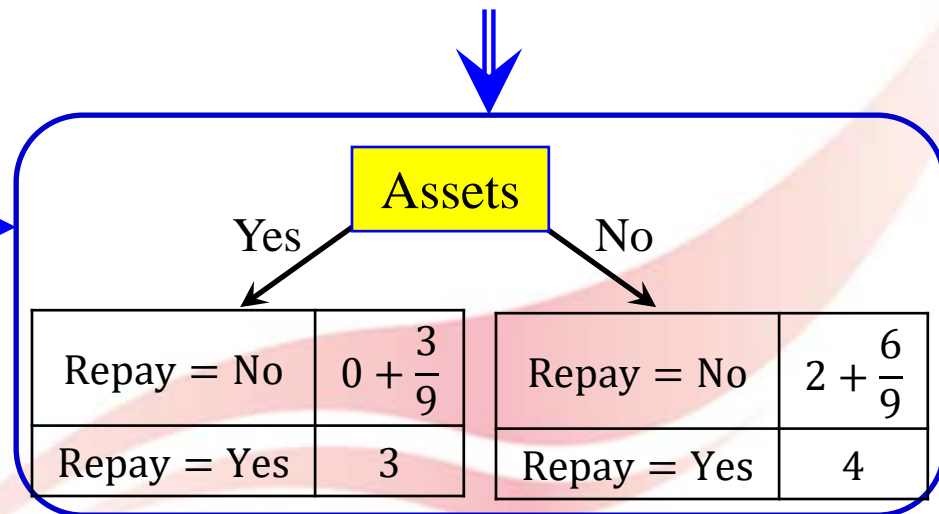 Assets
Yes No
Repay = No 0 + 3/9
Repay = Yes 3
Repay = No 2 + 6/9
Repay = Yes 4